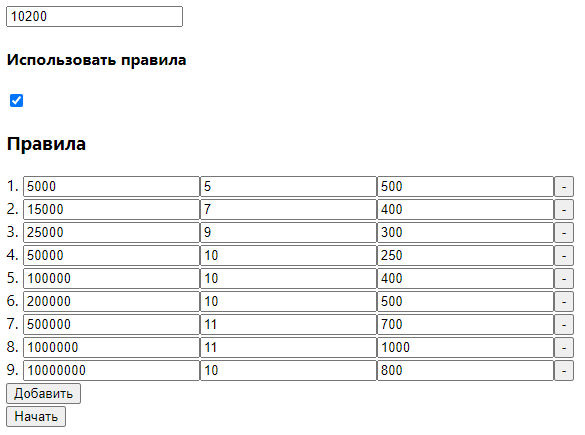 10200
Использовать правила
Правила
1. 5000 5 500 -
2. 15000 7 400 -
3. 25000 9 300 -
4. 50000 10 250 -
5. 100000 10 400 -
6. 200000 10 500 -
7. 500000 11 700 -
8. 1000000 11 1000 -
9. 10000000 10 800 -
Добавить
Начать